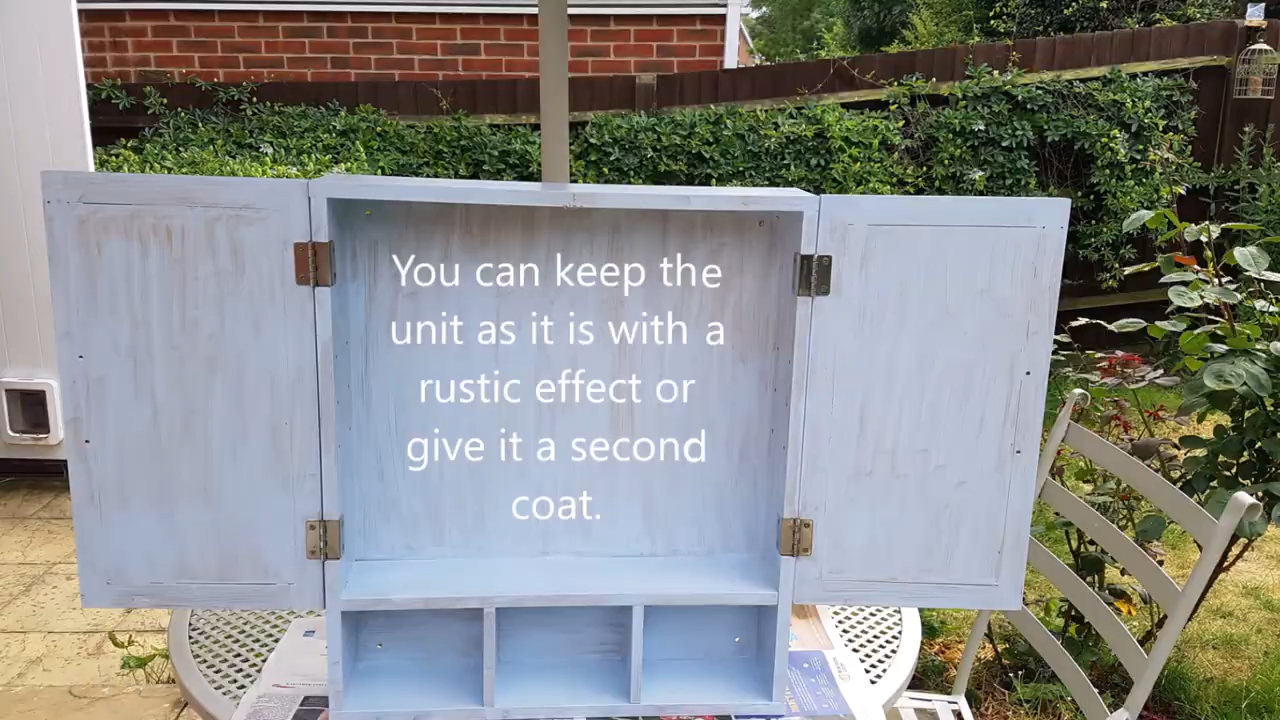 You can keep the
unit as it is with a
rustic effect or
give it a second
coat.